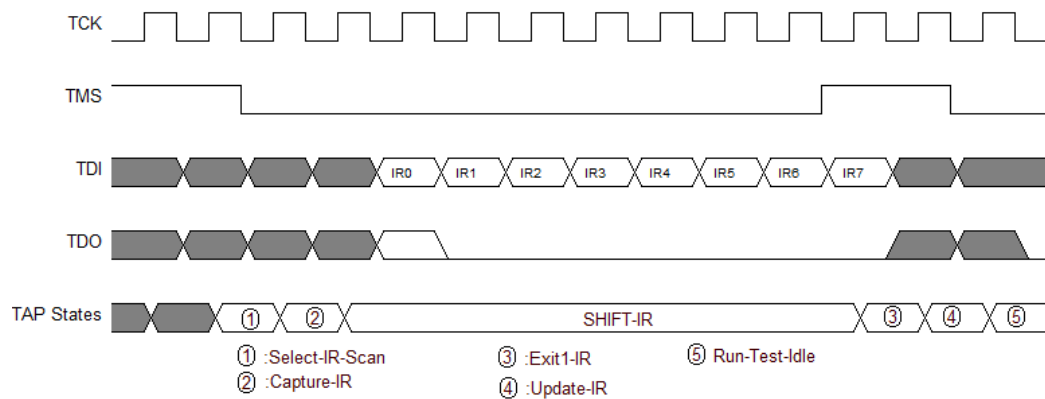 TCK
TMS
TDI IR0 IR1 IR2 IR3 IR4 IR5 IR6 IR7
TDO
TAP States 1 2 SHIFT-IR 3 4 5
1 :Select-IR-Scan 3 :Exit1-IR 5 Run-Test-Idle
2 :Capture-IR 4 :Update-IR